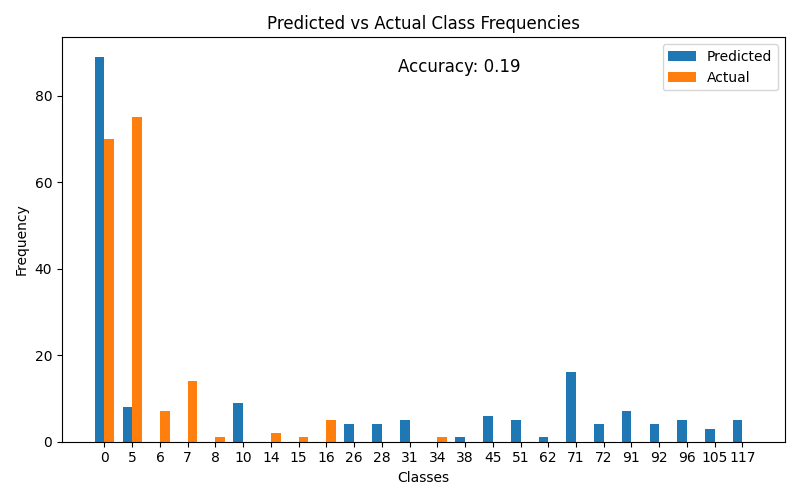 Predicted vs Actual Class Frequencies
Accuracy: 0.19
Predicted
Actual
Frequency
80
60
40
20
0
0 5 6 7 8 10 14 15 16 26 28 31 34 38 45 51 62 71 72 91 92 96 105 117
Classes